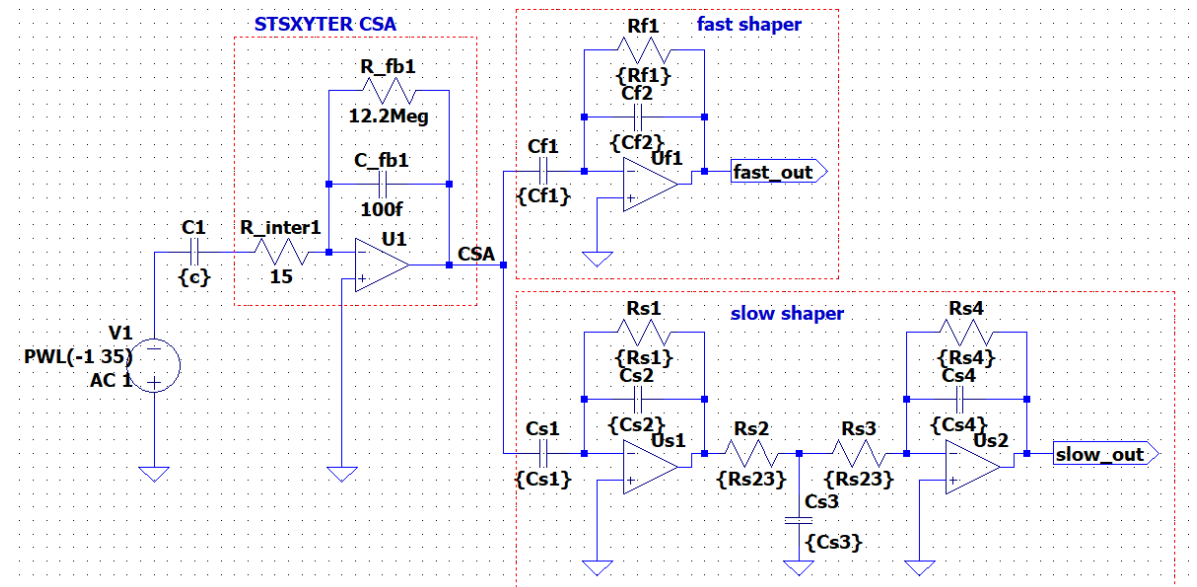 STSXYTER CSA
R_fb1
12.2Meg
C_fb1
100f
C1
{c}
R_inter1
15
U1
CSA
V1
PWL(-1 35)
AC 1
fast shaper
Rf1
{Rf1}
Cf2
{Cf2}
Cf1
{Cf1}
Uf1
fast_out
slow shaper
Rs1
{Rs1}
Cs2
{Cs2}
Cs1
{Cs1}
Us1
Rs2
{Rs23}
Rs3
{Rs23}
Cs3
{Cs3}
Rs4
{Rs4}
Cs4
{Cs4}
Us2
slow_out